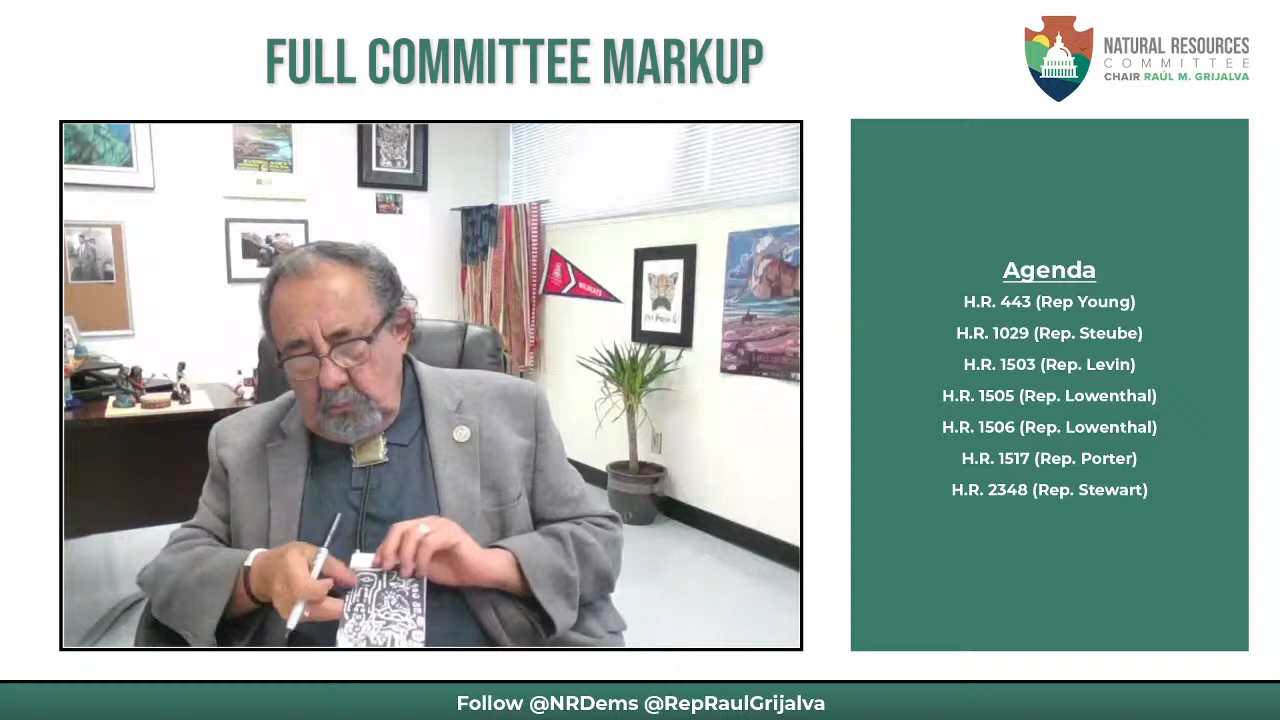 FULL COMMITTEE MARKUP
NATURAL RESOURCES
COMMITTEE
CHAIR RAÚL M. GRIJALVA
WILDCATS
Agenda
H.R. 443 (Rep Young)
H.R. 1029 (Rep. Steube)
H.R. 1503 (Rep. Levin)
H.R. 1505 (Rep. Lowenthal)
H.R. 1506 (Rep. Lowenthal)
H.R. 1517 (Rep. Porter)
H.R. 2348 (Rep. Stewart)
Follow @NRDems @RepRaulGrijalva